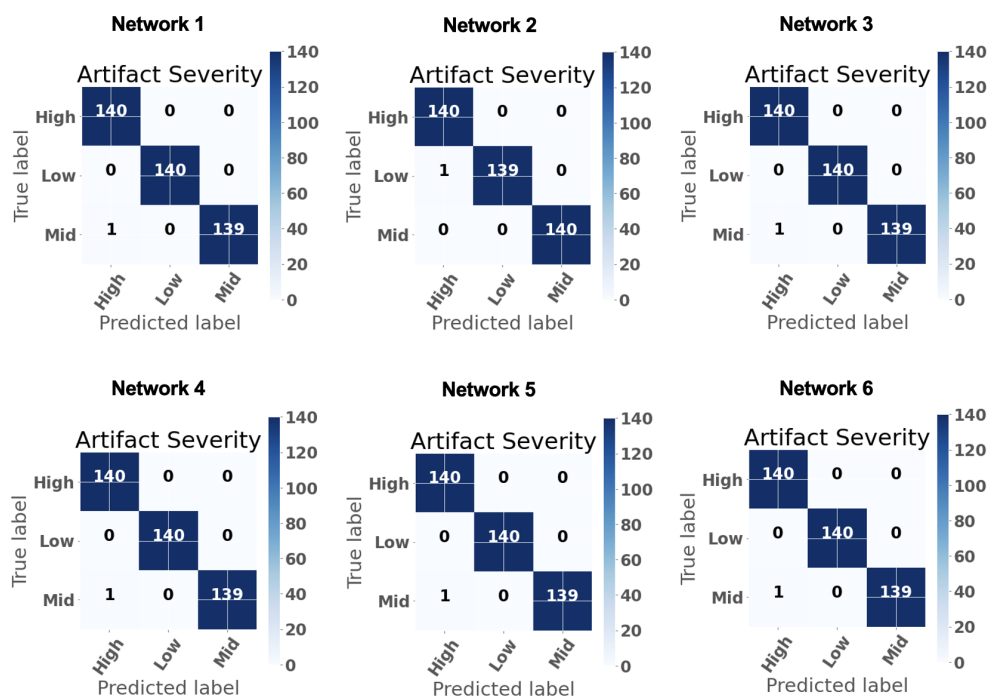 Network 1
Artifact Severity
True label
High 140 0 0
Low 0 140 0
Mid 1 0 139
High Low Mid
Predicted label
140
120
100
80
60
40
20
0
Network 2
Artifact Severity
True label
High 140 0 0
Low 1 139 0
Mid 0 0 140
High Low Mid
Predicted label
140
120
100
80
60
40
20
0
Network 3
Artifact Severity
True label
High 140 0 0
Low 0 140 0
Mid 1 0 139
High Low Mid
Predicted label
140
120
100
80
60
40
20
0
Network 4
Artifact Severity
True label
High 140 0 0
Low 0 140 0
Mid 1 0 139
High Low Mid
Predicted label
140
120
100
80
60
40
20
0
Network 5
Artifact Severity
True label
High 140 0 0
Low 0 140 0
Mid 1 0 139
High Low Mid
Predicted label
140
120
100
80
60
40
20
0
Network 6
Artifact Severity
True label
High 140 0 0
Low 0 140 0
Mid 1 0 139
High Low Mid
Predicted label
140
120
100
80
60
40
20
0